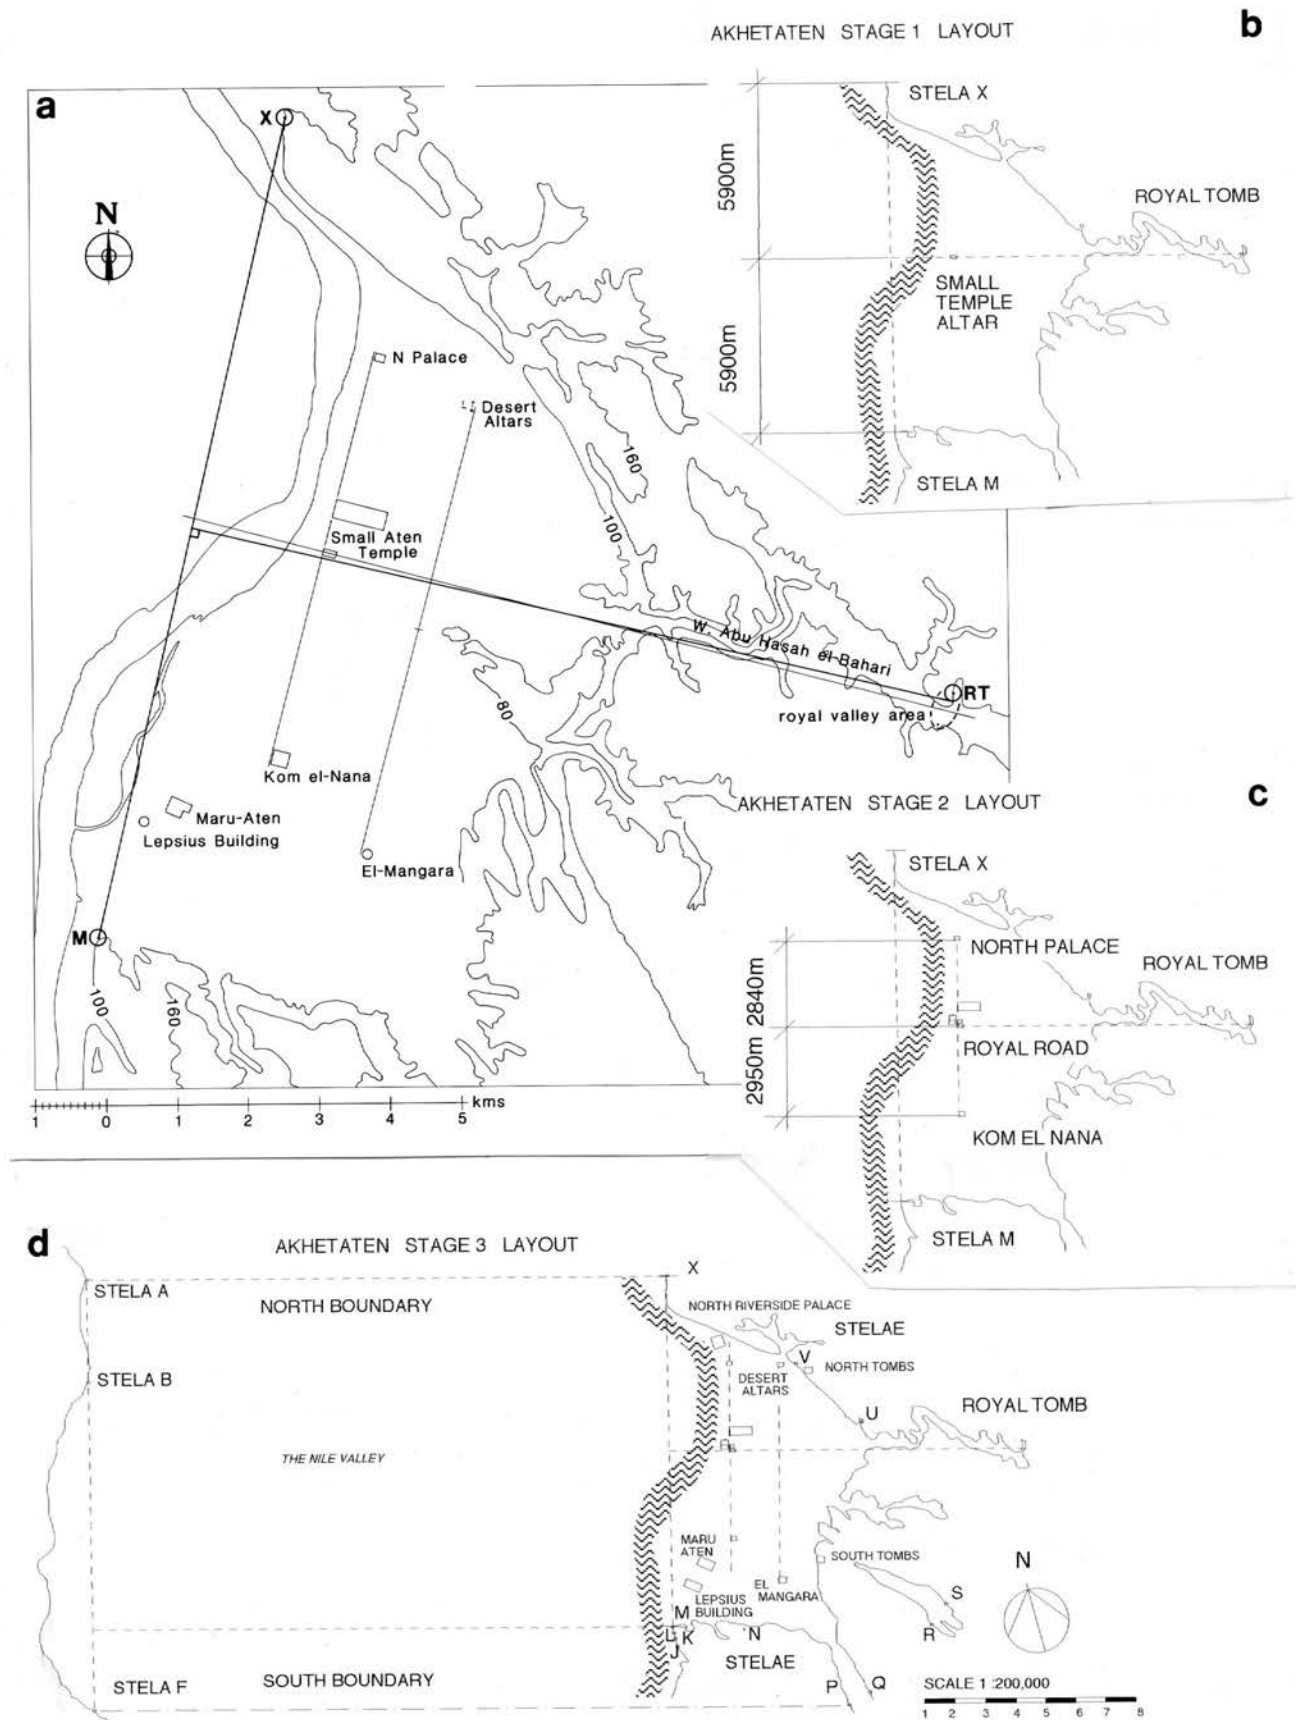 a
X
N
N Palace
Desert
Altars
160
100
Small Aten
Temple
W. Abu Hasah el-Bahari
RT
royal valley area
80
Kom el-Nana
Maru-Aten
Lepsius Building
El-Mangara
M
100
160
kms
1 0 1 2 3 4 5
b
AKHETATEN STAGE 1 LAYOUT
STELA X
5900m
ROYAL TOMB
SMALL
TEMPLE
ALTAR
5900m
STELA M
c
AKHETATEN STAGE 2 LAYOUT
STELA X
NORTH PALACE
ROYAL TOMB
2840m
ROYAL ROAD
2950m
KOM EL NANA
STELA M
d
AKHETATEN STAGE 3 LAYOUT
STELA A
X
NORTH BOUNDARY
NORTH RIVERSIDE PALACE
STELAE
STELA B
V
NORTH TOMBS
DESERT
ALTARS
U
ROYAL TOMB
THE NILE VALLEY
MARU
ATEN
SOUTH TOMBS
N
EL
MANGARA
LEPSIUS
BUILDING
M
S
L K
N
R
J
STELAE
STELA F
SOUTH BOUNDARY
P
Q
SCALE 1 :200,000
1 2 3 4 5 6 7 8